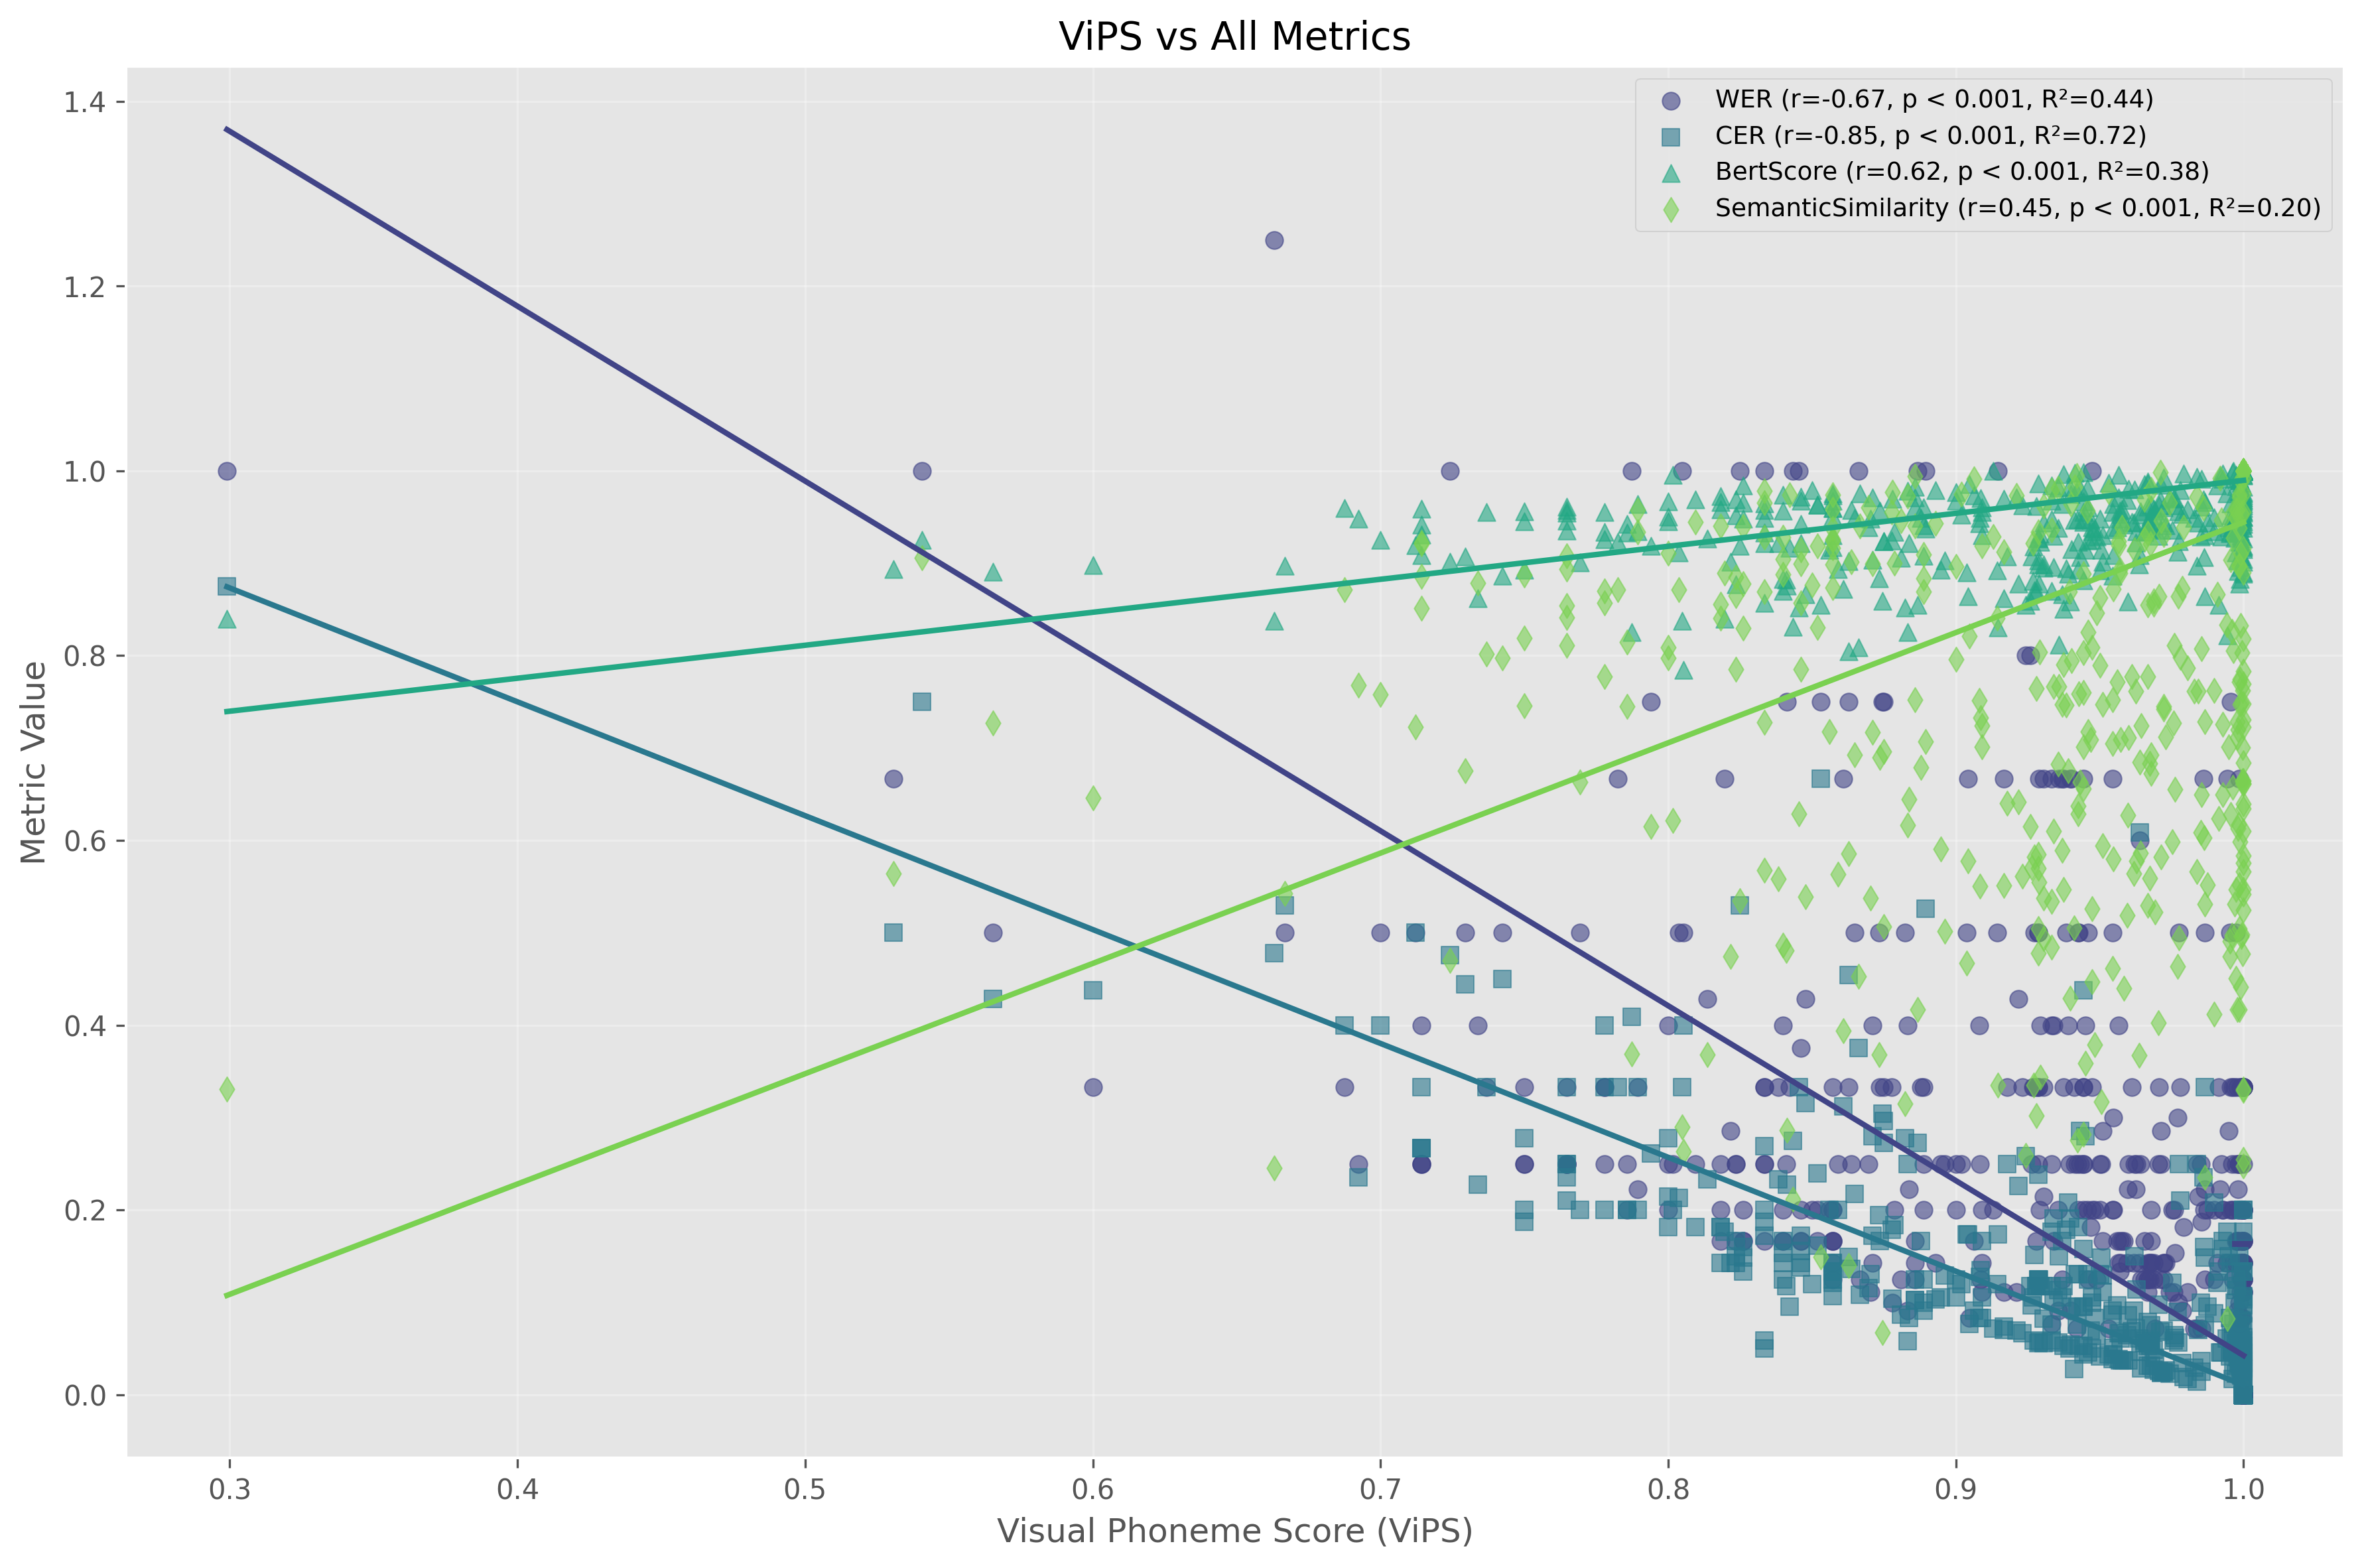 ViPS vs All Metrics
WER (r=-0.67, p < 0.001, R²=0.44)
CER (r=-0.85, p < 0.001, R²=0.72)
BertScore (r=0.62, p < 0.001, R²=0.38)
SemanticSimilarity (r=0.45, p < 0.001, R²=0.20)
Metric Value
1.4
1.2
1.0
0.8
0.6
0.4
0.2
0.0
0.3 0.4 0.5 0.6 0.7 0.8 0.9 1.0
Visual Phoneme Score (ViPS)